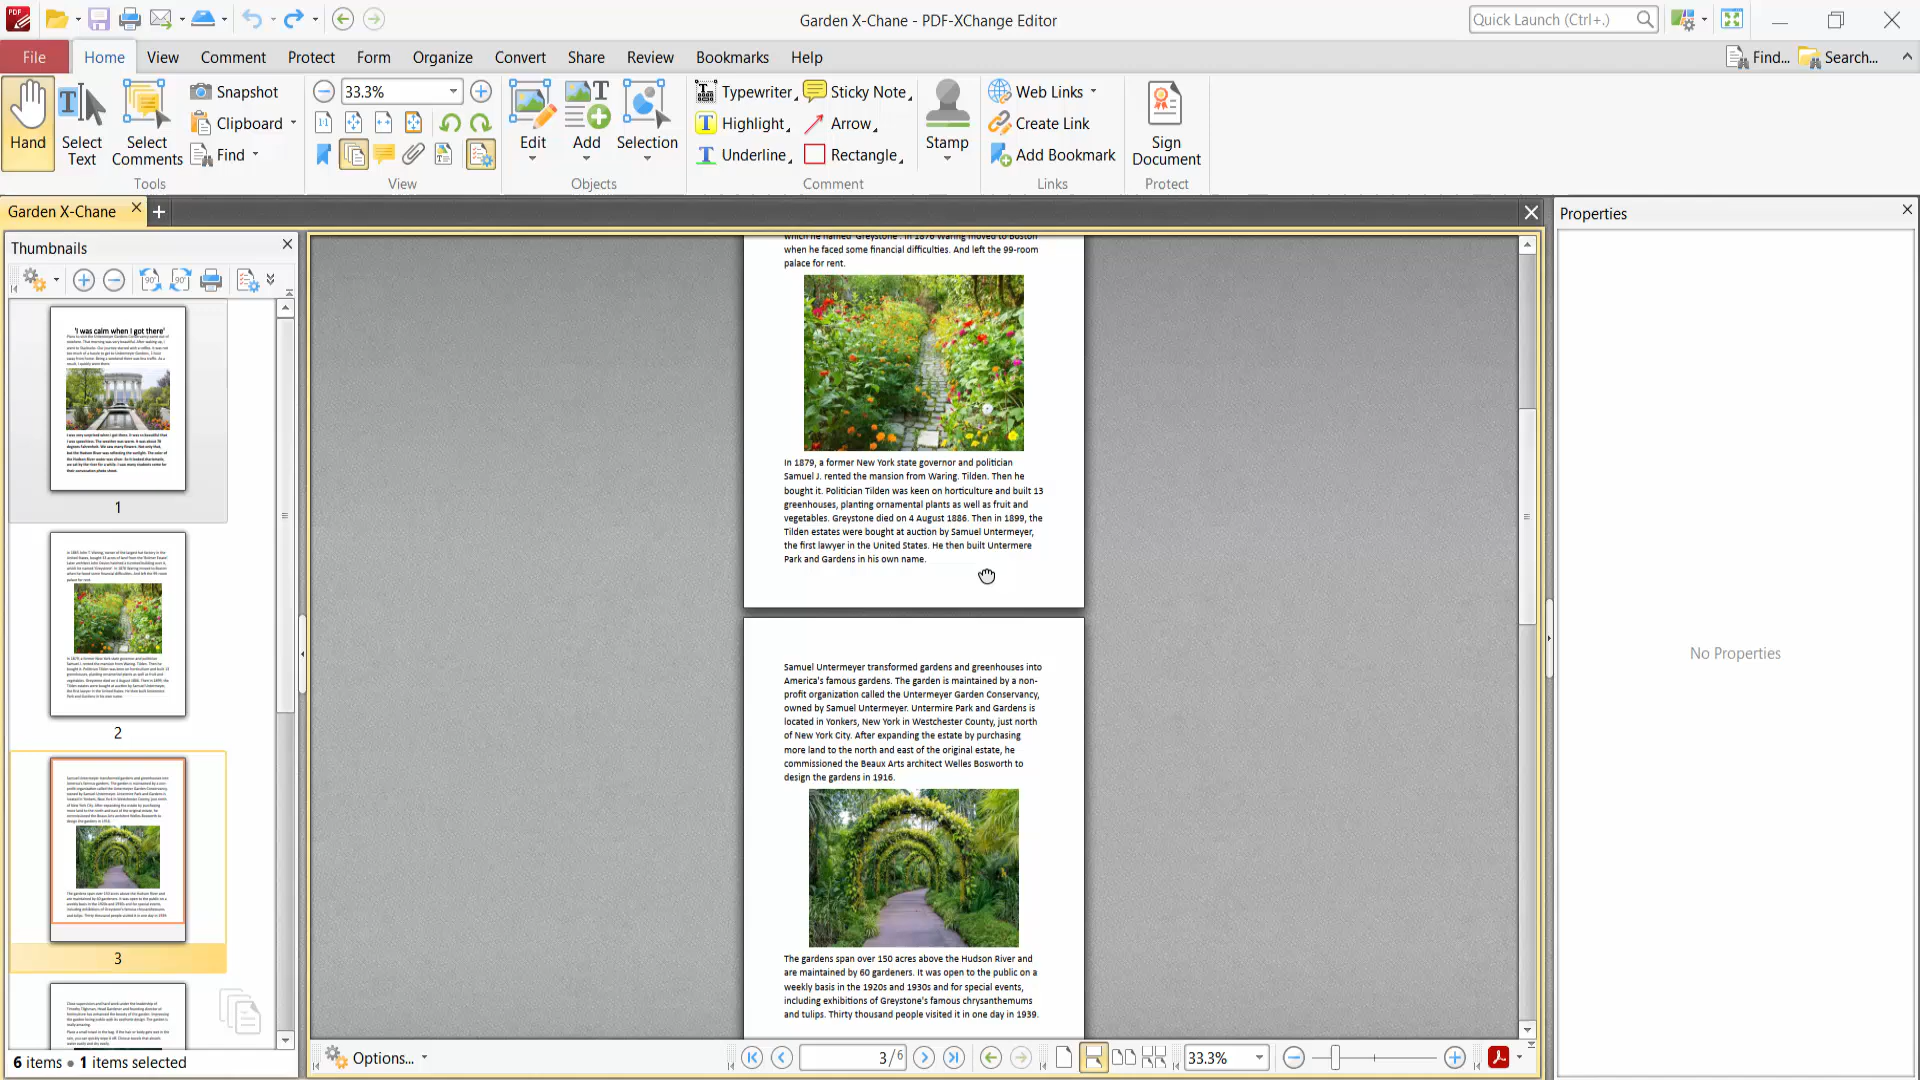 Garden X-Chane - PDF-XChange Editor
Quick Launch (Ctrl+.)
File Home View Comment Protect Form Organize Convert Share Review Bookmarks Help
Find... Search...
Hand
Select Text
Select Comments
Snapshot
Clipboard
Find
Tools
33.3%
View
Edit
Add
Selection
Objects
Typewriter
Highlight
Underline
Sticky Note
Arrow
Rectangle
Stamp
Comment
Web Links
Create Link
Add Bookmark
Links
Sign Document
Protect
Garden X-Chane
Properties
Thumbnails
'I was calm when I got there'
1
2
3
6 items • 1 items selected
when he faced some financial difficulties. And left the 99-room
palace for rent.
In 1879, a former New York state governor and politician
Samuel J. rented the mansion from Waring. Tilden. Then he
bought it. Politician Tilden was keen on horticulture and built 13
greenhouses, planting ornamental plants as well as fruit and
vegetables. Greystone died on 4 August 1886. Then in 1899, the
Tilden estates were bought at auction by Samuel Untermeyer,
the first lawyer in the United States. He then built Untermere
Park and Gardens in his own name.
Samuel Untermeyer transformed gardens and greenhouses into
America's famous gardens. The garden is maintained by a non-
profit organization called the Untermeyer Garden Conservancy,
owned by Samuel Untermeyer. Untermire Park and Gardens is
located in Yonkers, New York in Westchester County, just north
of New York City. After expanding the estate by purchasing
more land to the north and east of the original estate, he
commissioned the Beaux Arts architect Welles Bosworth to
design the gardens in 1916.
The gardens span over 150 acres above the Hudson River and
are maintained by 60 gardeners. It was open to the public on a
weekly basis in the 1920s and 1930s and for special events,
including exhibitions of Greystone's famous chrysanthemums
and tulips. Thirty thousand people visited it in one day in 1939.
No Properties
Options...
3 / 6
33.3%